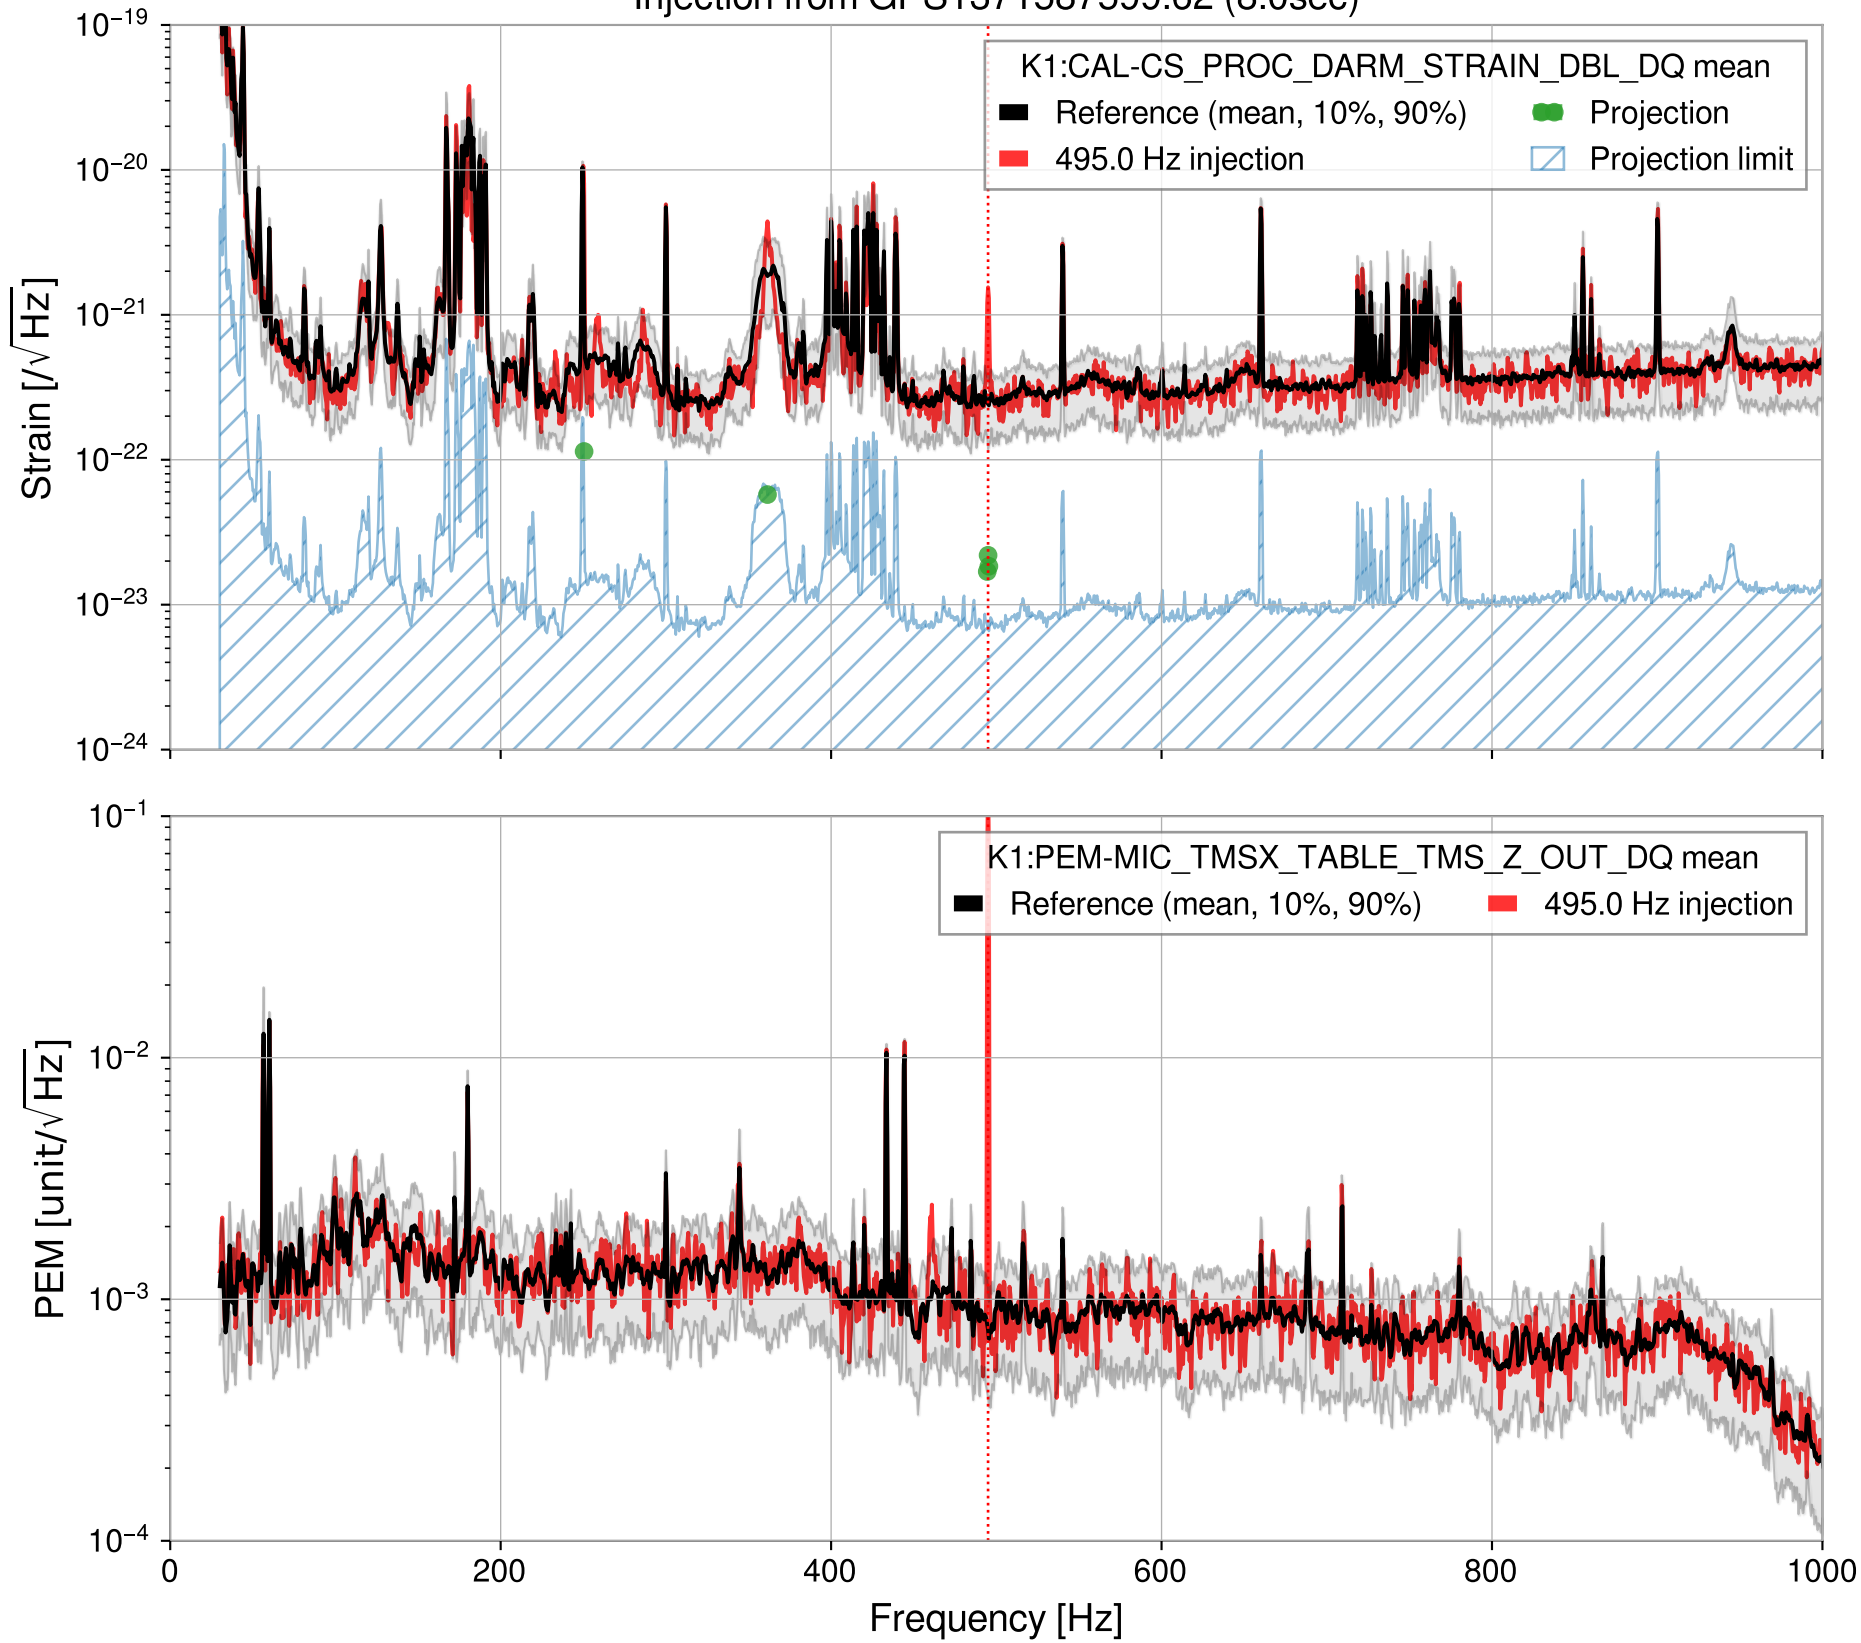 10⁻¹⁹
10⁻²⁰
10⁻²¹
10⁻²²
10⁻²³
10⁻²⁴
Strain [/√Hz]
K1:CAL-CS_PROC_DARM_STRAIN_DBL_DQ mean
Reference (mean, 10%, 90%) Projection
495.0 Hz injection Projection limit
10⁻¹
10⁻²
10⁻³
10⁻⁴
PEM [unit/√Hz]
K1:PEM-MIC_TMSX_TABLE_TMS_Z_OUT_DQ mean
Reference (mean, 10%, 90%) 495.0 Hz injection
0 200 400 600 800 1000
Frequency [Hz]